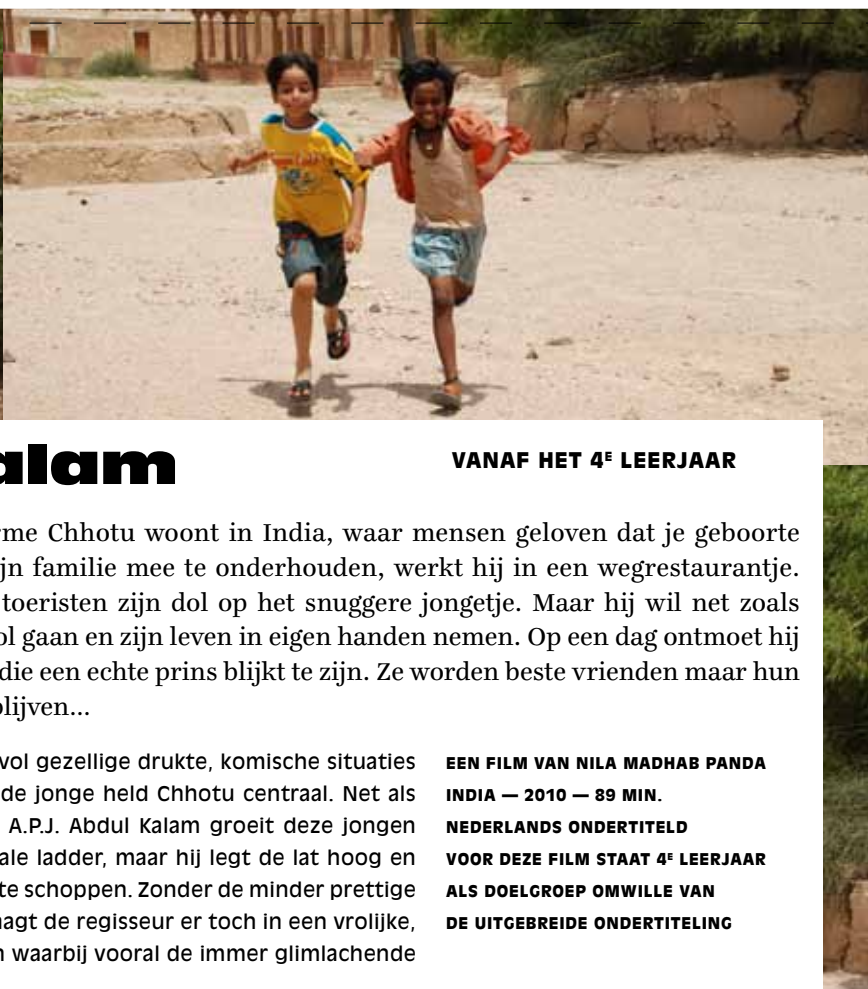 alam
VANAF HET 4E LEERJAAR
rme Chhotu woont in India, waar mensen geloven dat je geboorte
ijn familie mee te onderhouden, werkt hij in een wegrestaurantje.
toeristen zijn dol op het snuggere jongetje. Maar hij wil net zoals
ol gaan en zijn leven in eigen handen nemen. Op een dag ontmoet hij
die een echte prins blijkt te zijn. Ze worden beste vrienden maar hun
blijven...
vol gezellige drukte, komische situaties
de jonge held Chhotu centraal. Net als
A.P.J. Abdul Kalam groeit deze jongen
ale ladder, maar hij legt de lat hoog en
te schoppen. Zonder de minder prettige
aagt de regisseur er toch in een vrolijke,
n waarbij vooral de immer glimlachende
EEN FILM VAN NILA MADHAB PANDA
INDIA — 2010 — 89 MIN.
NEDERLANDS ONDERTITELD
VOOR DEZE FILM STAAT 4E LEERJAAR
ALS DOELGROEP OMWILLE VAN
DE UITGEBREIDE ONDERTITELING